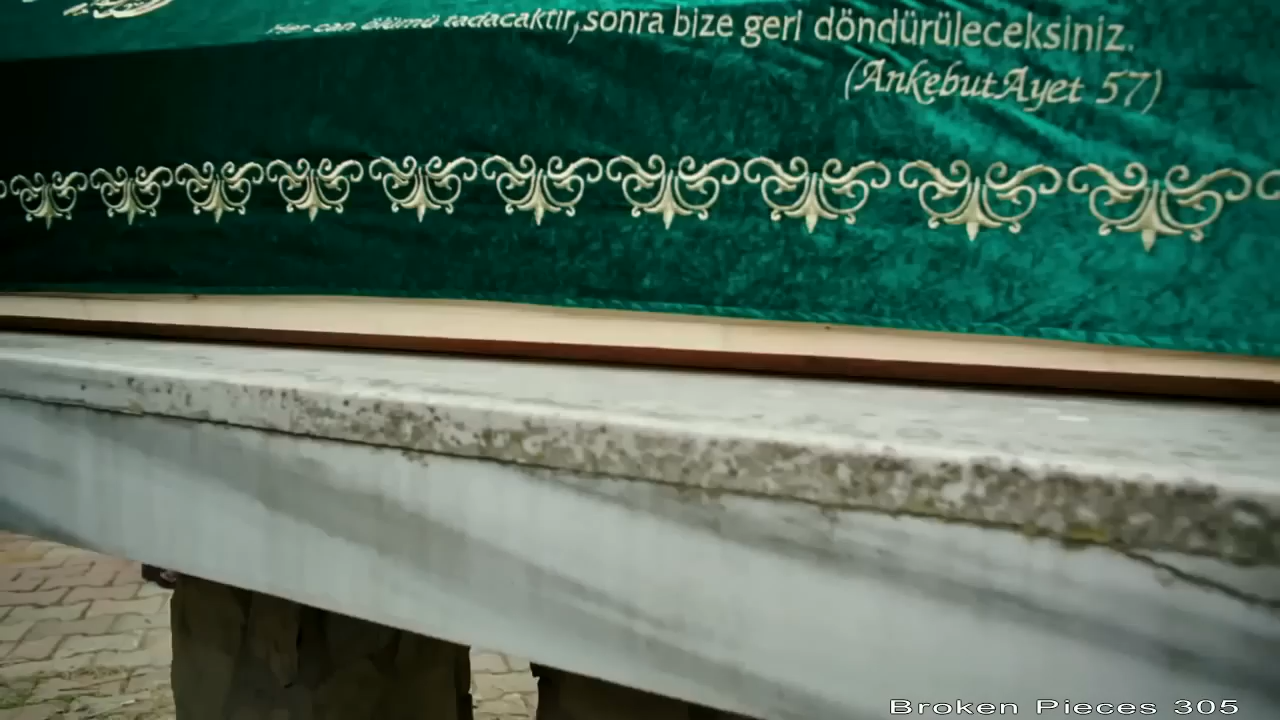 Her can ölümü tadacaktır,sonra bize geri döndürüleceksiniz.
(Ankebut Ayet 57)
Broken Pieces 305